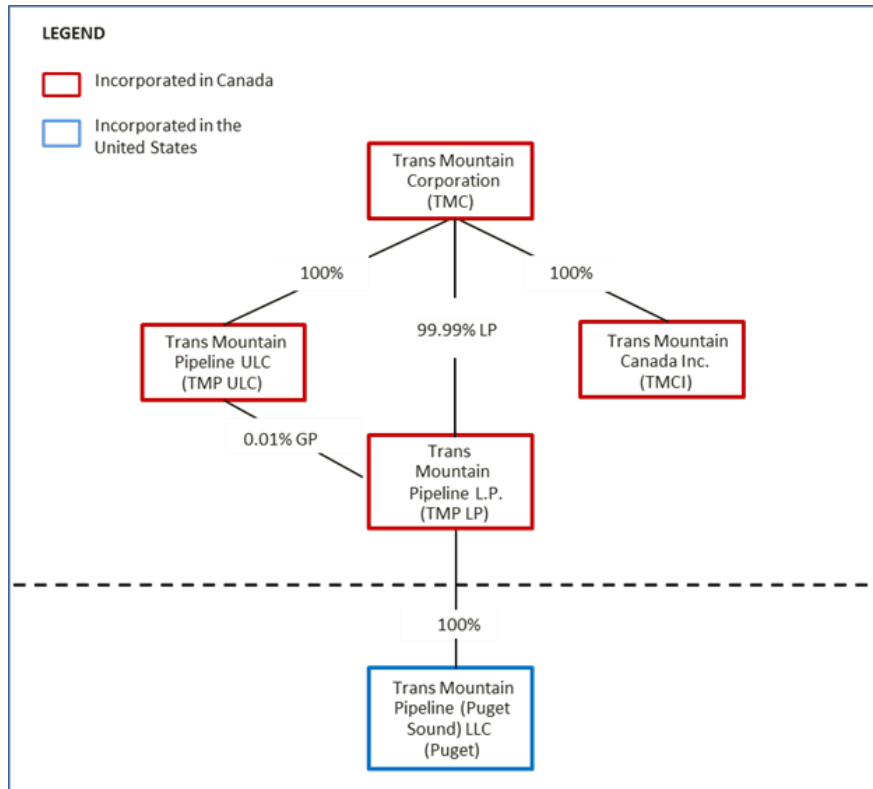 LEGEND
Incorporated in Canada
Incorporated in the
United States
Trans Mountain
Corporation
(TMC)
100%
99.99% LP
100%
Trans Mountain
Pipeline ULC
(TMP ULC)
Trans Mountain
Canada Inc.
(TMCI)
0.01% GP
Trans
Mountain
Pipeline L.P.
(TMP LP)
100%
Trans Mountain
Pipeline (Puget
Sound) LLC
(Puget)